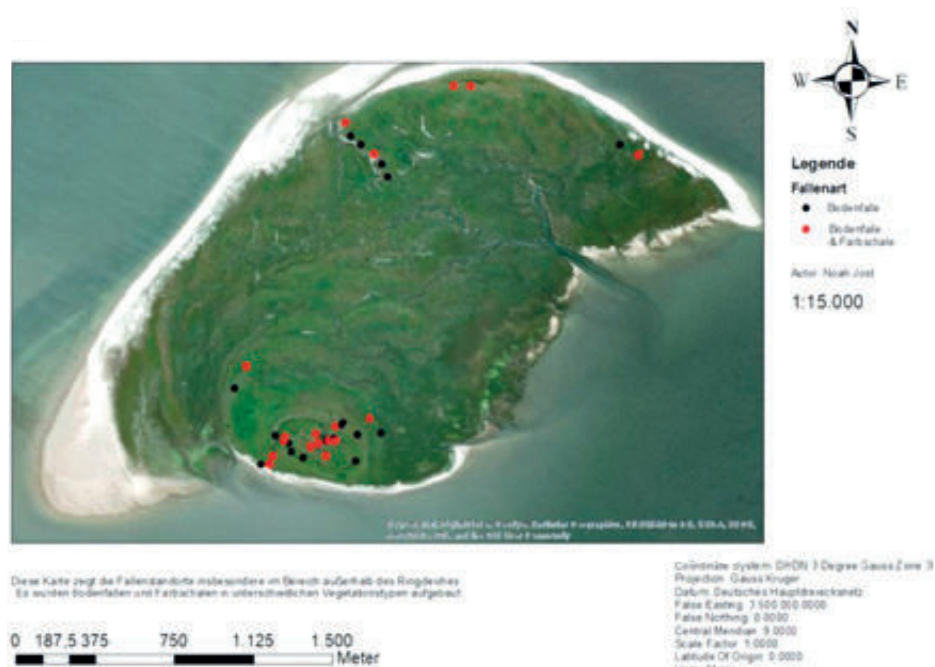 N
W E
S
Legende
Fallenart
Bodenfalle
Bodenfalle
& Farbschale
Autor: Noah Jost
1:15.000
Diese Karte zeigt die Fallenstandorte insbesondere im Bereich außerhalb des Ringdeiches
Es wurden Bodenfallen und Farbschalen in unterschiedlichen Vegetationstypen aufgebaut
Coordinate system: DHDN 3 Degree Gauss Zone 3
Projection: Gauss Kruger
Datum: Deutsches Hauptdreiecksnetz
False Easting: 3.500.000.0000
False Northing: 0.0000
Central Meridian: 9.0000
Scale Factor: 1.0000
Latitude Of Origin: 0.0000
0 187,5 375 750 1.125 1.500
Meter